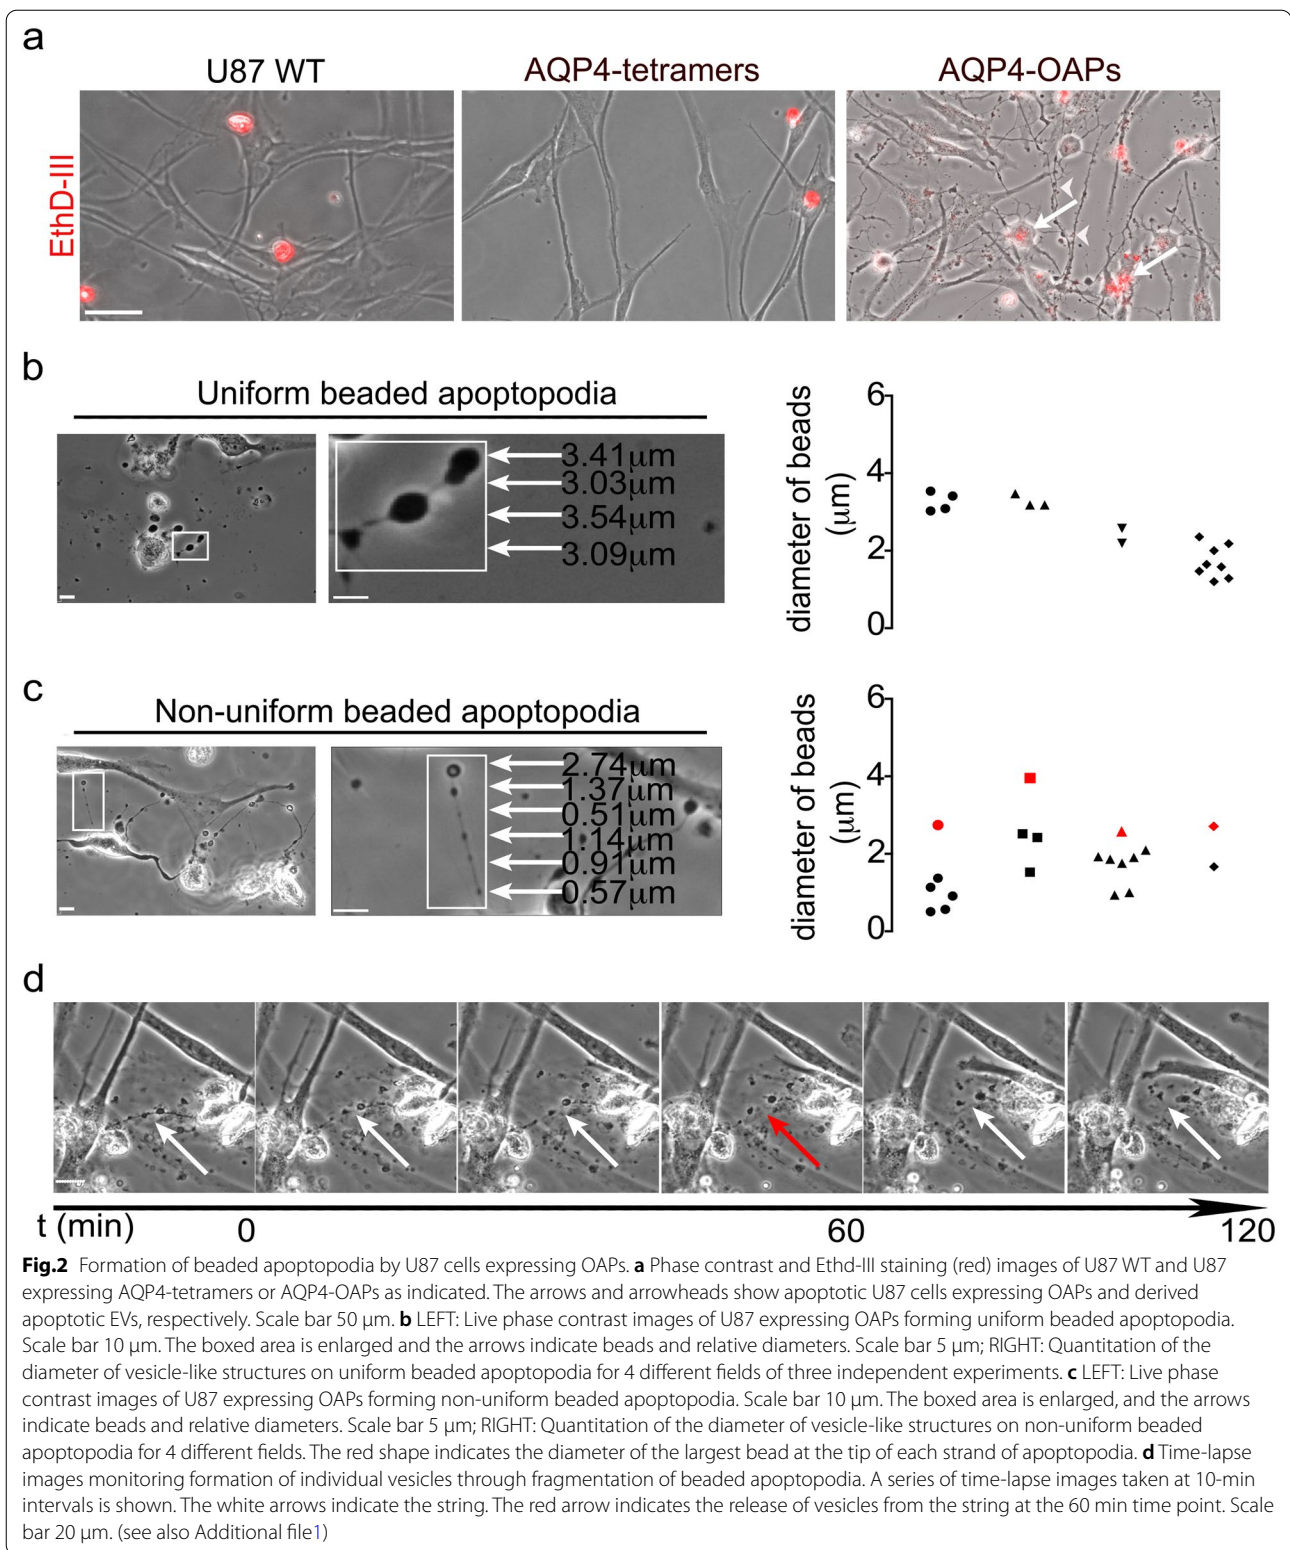 a
U87 WT
AQP4-tetramers
AQP4-OAPs
EthD-III
b
Uniform beaded apoptopodia
3.41µm
3.03µm
3.54µm
3.09µm
diameter of beads
(µm)
6
4
2
0
c
Non-uniform beaded apoptopodia
2.74µm
1.37µm
0.51µm
1.14µm
0.91µm
0.57µm
diameter of beads
(µm)
6
4
2
0
d
t (min) 0 60 120
Fig.2 Formation of beaded apoptopodia by U87 cells expressing OAPs. a Phase contrast and Ethd-III staining (red) images of U87 WT and U87
expressing AQP4-tetramers or AQP4-OAPs as indicated. The arrows and arrowheads show apoptotic U87 cells expressing OAPs and derived
apoptotic EVs, respectively. Scale bar 50 µm. b LEFT: Live phase contrast images of U87 expressing OAPs forming uniform beaded apoptopodia.
Scale bar 10 µm. The boxed area is enlarged and the arrows indicate beads and relative diameters. Scale bar 5 µm; RIGHT: Quantitation of the
diameter of vesicle-like structures on uniform beaded apoptopodia for 4 different fields of three independent experiments. c LEFT: Live phase
contrast images of U87 expressing OAPs forming non-uniform beaded apoptopodia. Scale bar 10 µm. The boxed area is enlarged, and the arrows
indicate beads and relative diameters. Scale bar 5 µm; RIGHT: Quantitation of the diameter of vesicle-like structures on non-uniform beaded
apoptopodia for 4 different fields. The red shape indicates the diameter of the largest bead at the tip of each strand of apoptopodia. d Time-lapse
images monitoring formation of individual vesicles through fragmentation of beaded apoptopodia. A series of time-lapse images taken at 10-min
intervals is shown. The white arrows indicate the string. The red arrow indicates the release of vesicles from the string at the 60 min time point. Scale
bar 20 µm. (see also Additional file1)